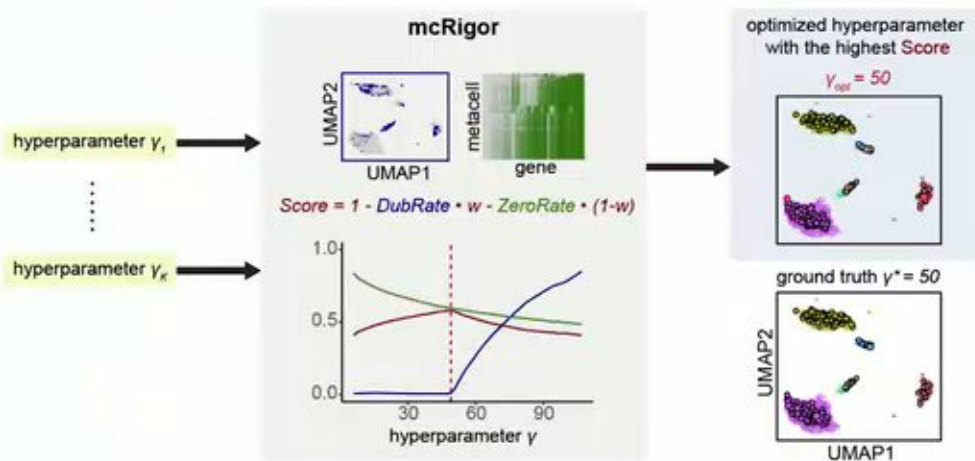 hyperparameter γ1
hyperparameter γK
mcRigor
UMAP2
UMAP1
metacell
gene
Score = 1 - DubRate • w - ZeroRate • (1-w)
1.0
0.5
0.0
30 60 90
hyperparameter γ
optimized hyperparameter
with the highest Score
γopt = 50
ground truth γ* = 50
UMAP2
UMAP1